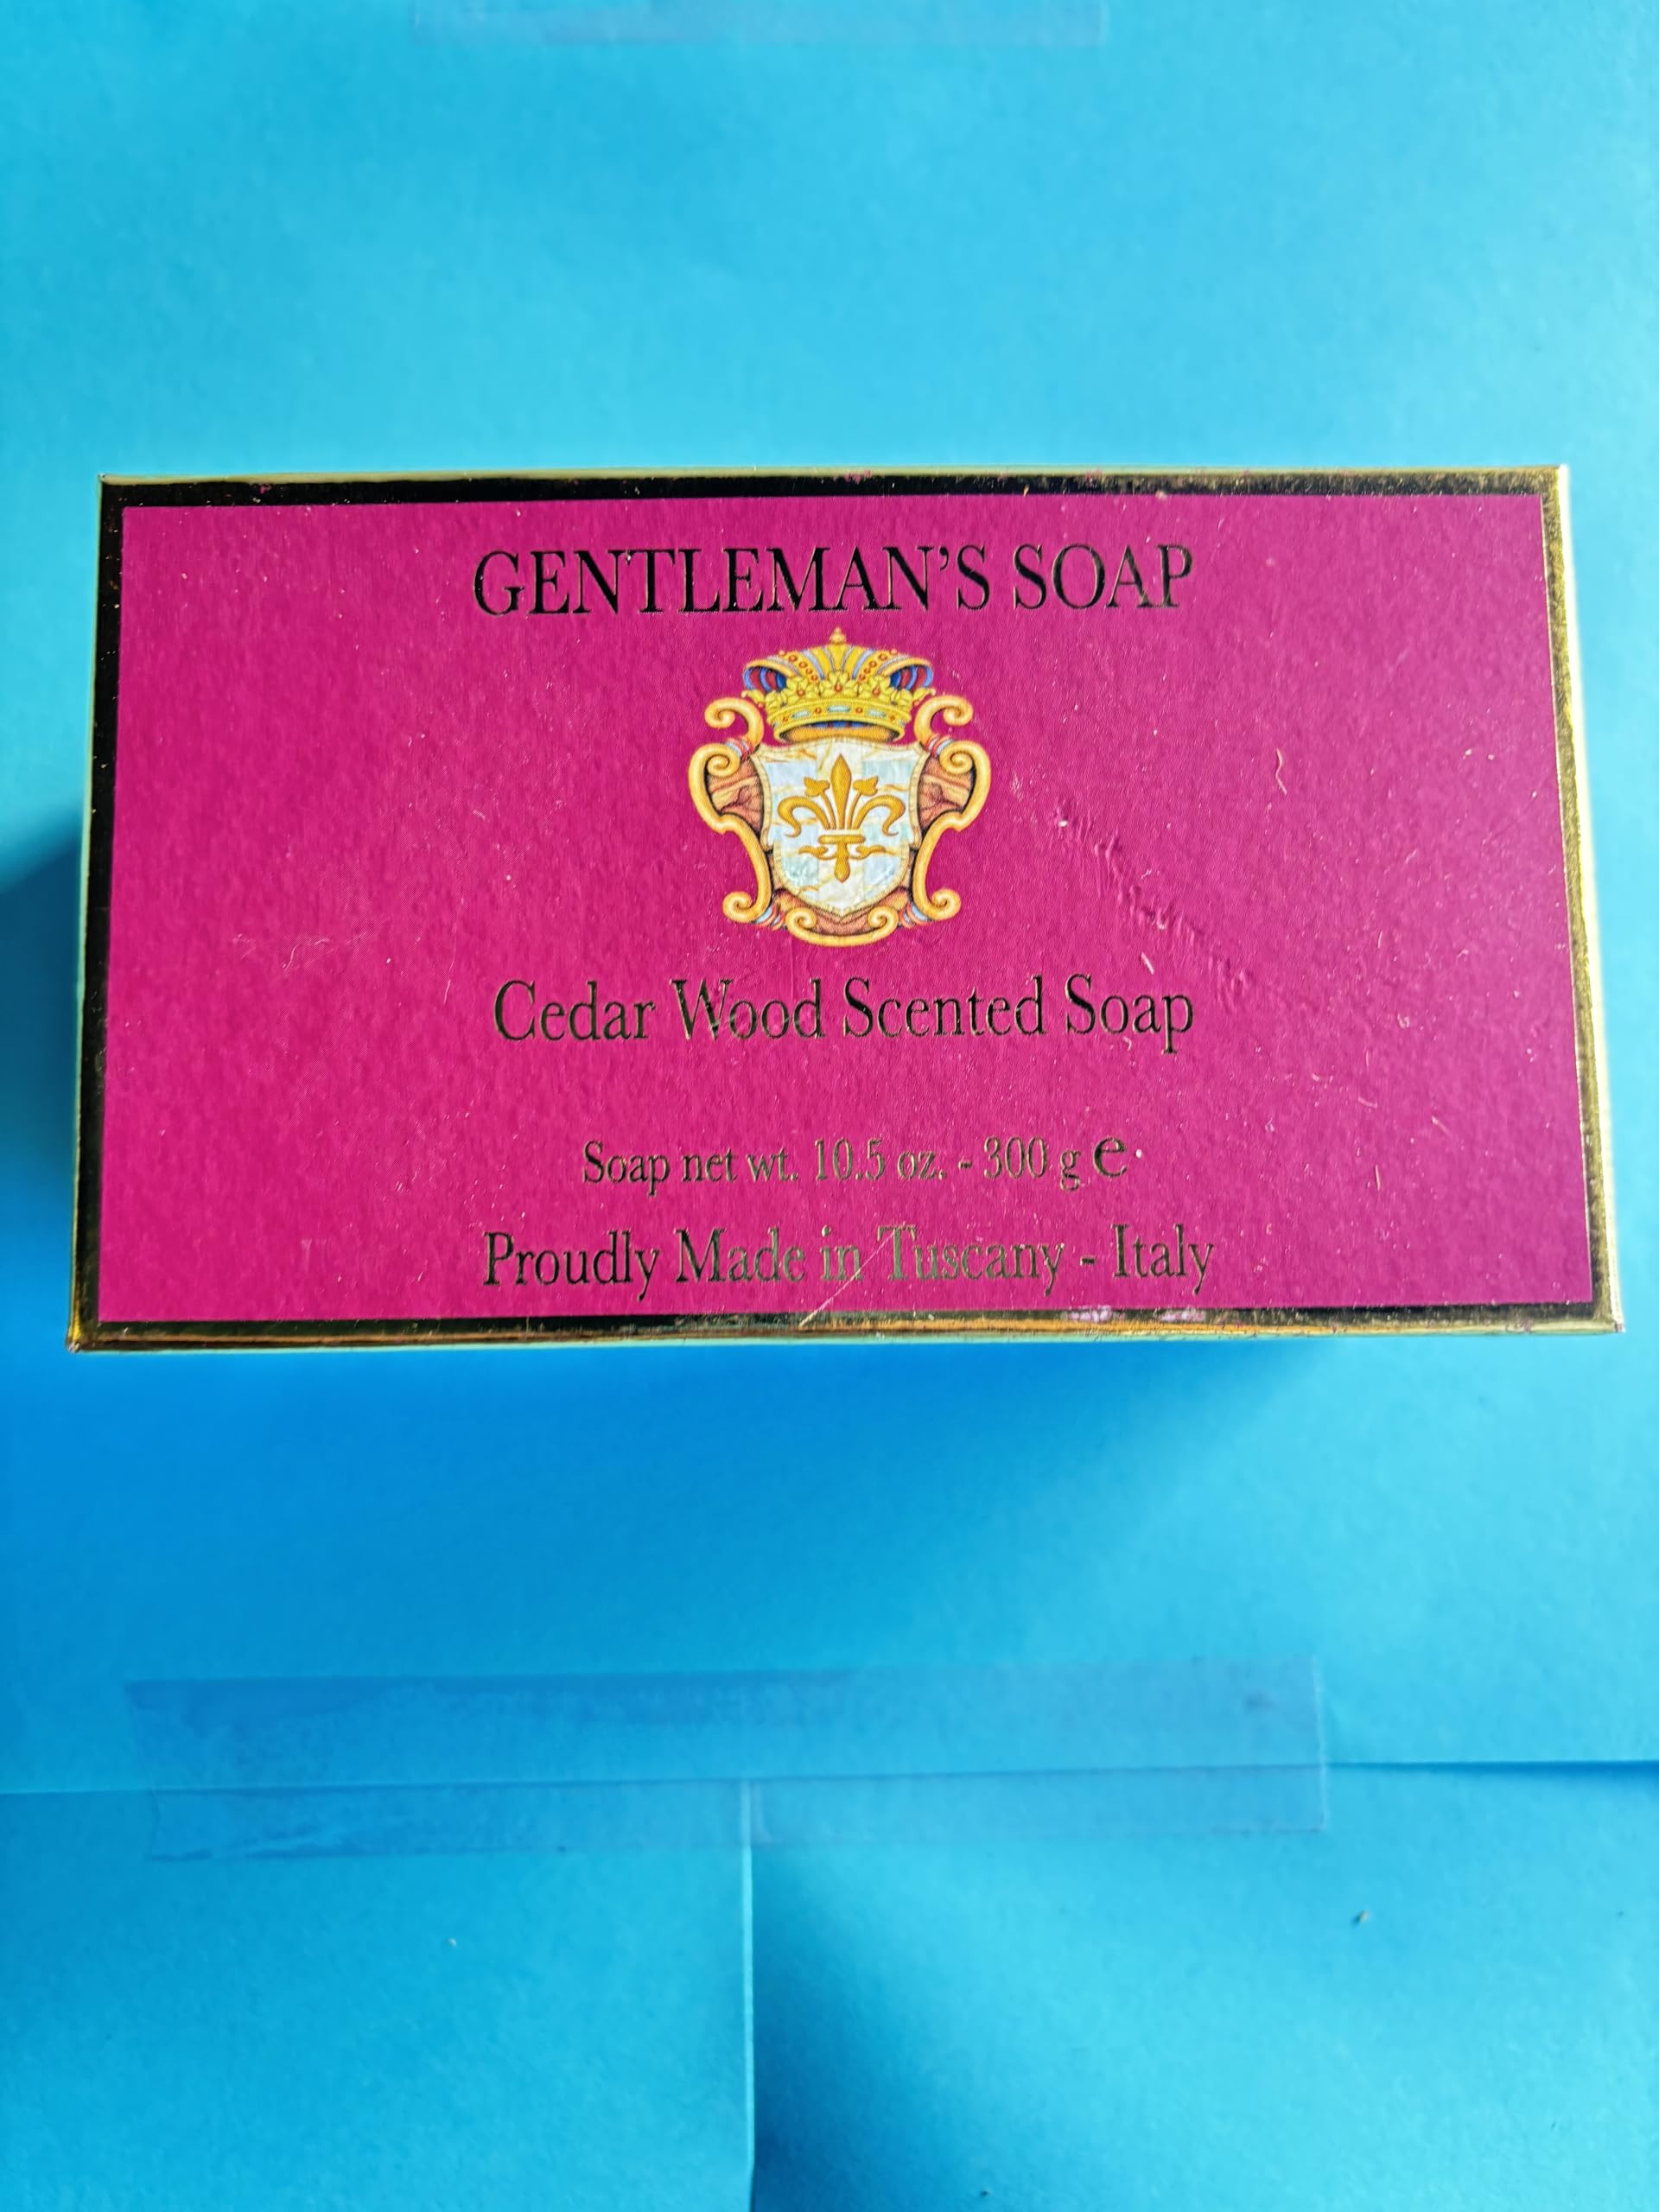 GENTLEMAN'S SOAP
Cedar Wood Scented Soap
Soap net wt. 10.5 oz. - 300 g ℮
Proudly Made in Tuscany - Italy